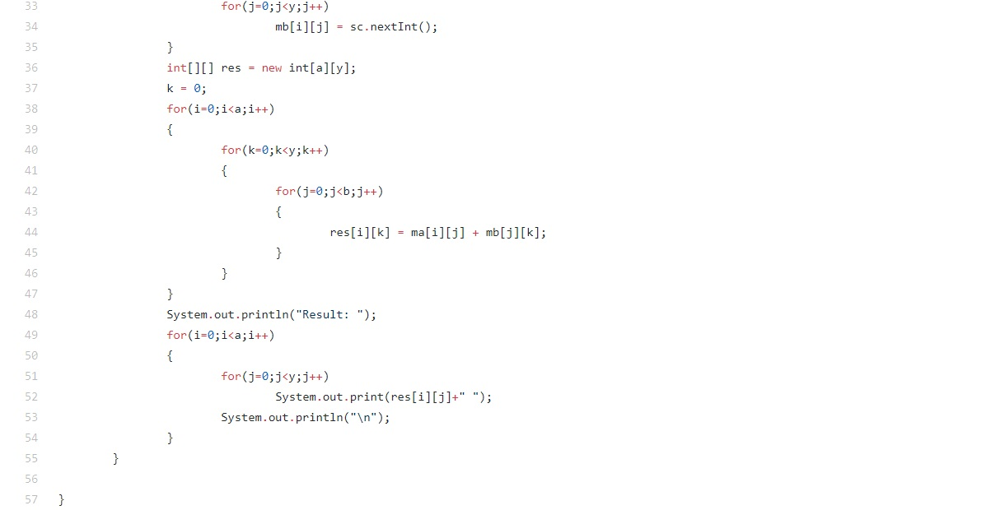 33 for(j=0;j<y;j++)
34 mb[i][j] = sc.nextInt();
35 }
36 int[][] res = new int[a][y];
37 k = 0;
38 for(i=0;i<a;i++)
39 {
40 for(k=0;k<y;k++)
41 {
42 for(j=0;j<b;j++)
43 {
44 res[i][k] = ma[i][j] + mb[j][k];
45 }
46 }
47 }
48 System.out.println("Result: ");
49 for(i=0;i<a;i++)
50 {
51 for(j=0;j<y;j++)
52 System.out.print(res[i][j]+" ");
53 System.out.println("\n");
54 }
55 }
56
57 }